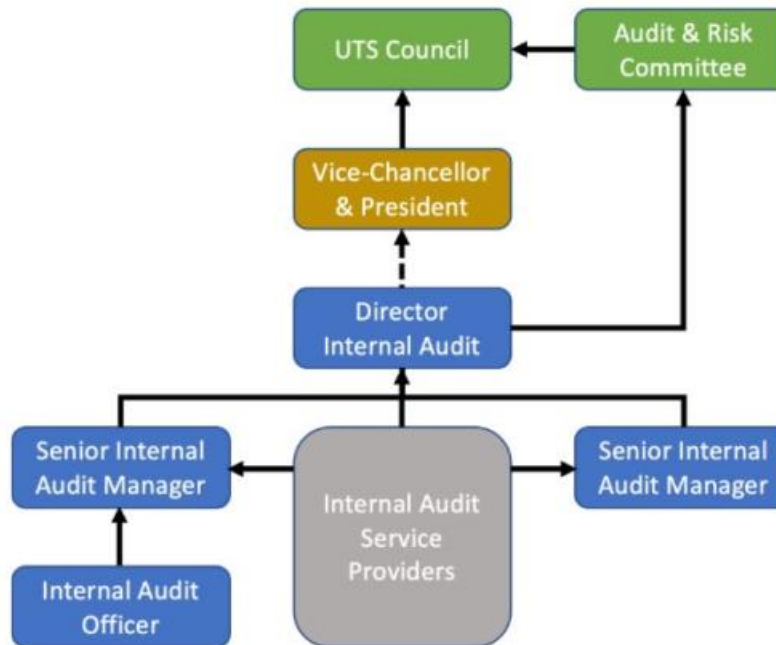 UTS Council
Audit & Risk
Committee
Vice-Chancellor
& President
Director
Internal Audit
Senior Internal
Audit Manager
Internal Audit
Service
Providers
Senior Internal
Audit Manager
Internal Audit
Officer